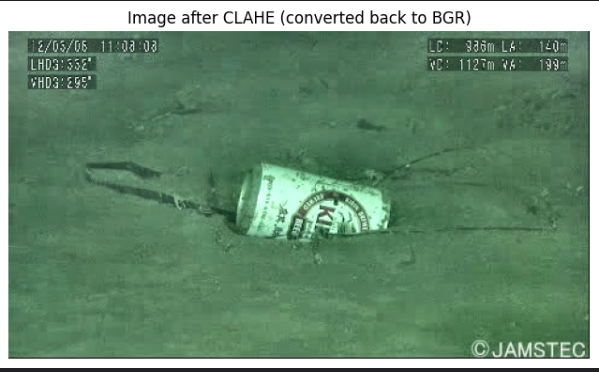 Image after CLAHE (converted back to BGR)
12/05/06 11:08:08
LHDG:352°
VHDG:295°
LC: 986m LA: 140m
VC: 1127m VA: 199m
© JAMSTEC